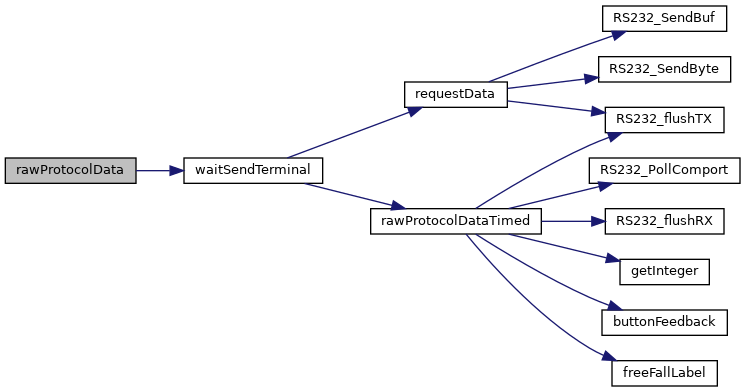 rawProtocolData
waitSendTerminal
requestData
rawProtocolDataTimed
RS232_SendBuf
RS232_SendByte
RS232_flushTX
RS232_PollComport
RS232_flushRX
getInteger
buttonFeedback
freeFallLabel